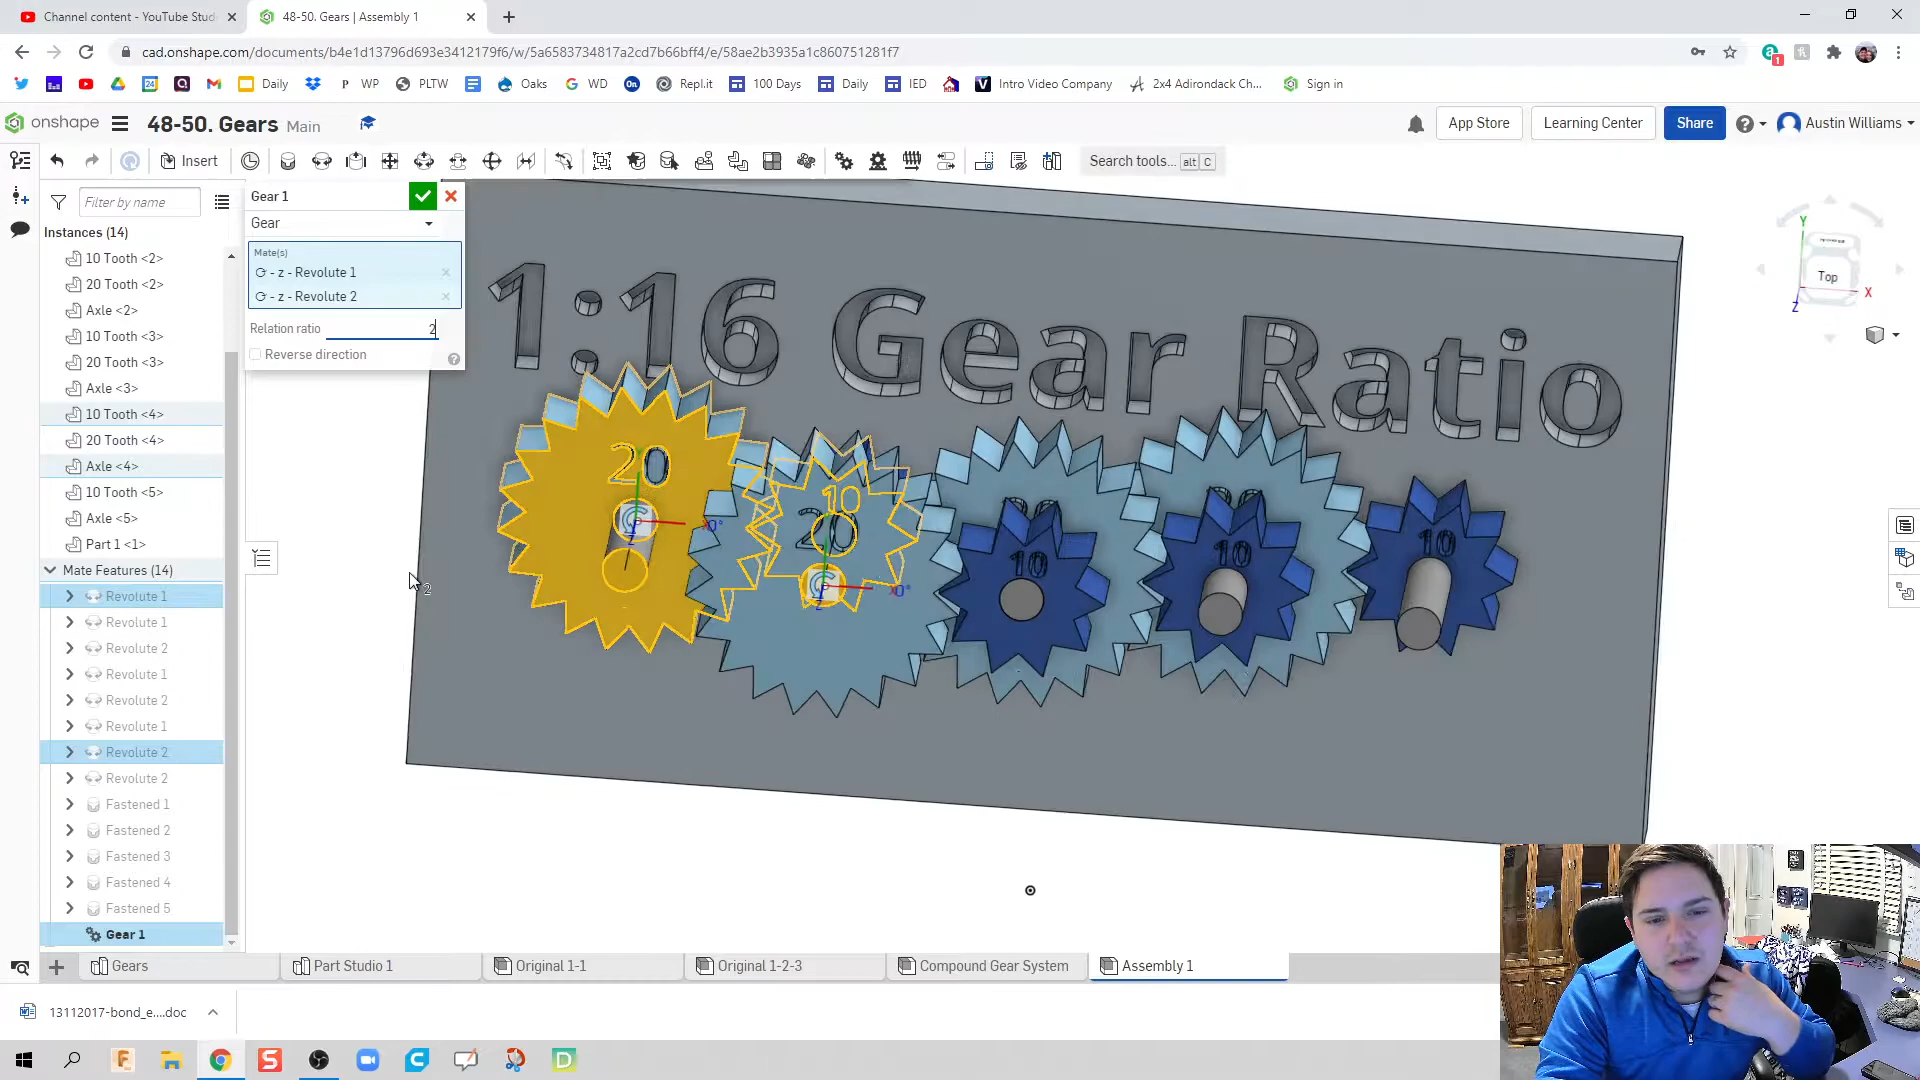 Channel content - YouTube Stud
48-50. Gears | Assembly 1
cad.onshape.com/documents/b4e1d13796d693e3412179f6/w/5a6583734817a2cd7b66bff4/e/58ae2b3935a1c860751281f7
Daily
WP
PLTW
Oaks
WD
Repl.it
100 Days
Daily
IED
Intro Video Company
2x4 Adirondack Ch...
Sign in
onshape
48-50. Gears Main
App Store
Learning Center
Share
Austin Williams
Insert
Search tools... alt C
Filter by name
Instances (14)
10 Tooth <2>
20 Tooth <2>
Axle <2>
10 Tooth <3>
20 Tooth <3>
Axle <3>
10 Tooth <4>
20 Tooth <4>
Axle <4>
10 Tooth <5>
Axle <5>
Part 1 <1>
Mate Features (14)
Revolute 1
Revolute 1
Revolute 2
Revolute 1
Revolute 2
Revolute 1
Revolute 2
Revolute 2
Fastened 1
Fastened 2
Fastened 3
Fastened 4
Fastened 5
Gear 1
Gear 1
Gear
Mate(s)
- z - Revolute 1
- z - Revolute 2
Relation ratio 2
Reverse direction
1:16 Gear Ratio
20
10
20
10
10
10
Top
Y
X
Z
2
Gears
Part Studio 1
Original 1-1
Original 1-2-3
Compound Gear System
Assembly 1
13112017-bond_e....doc